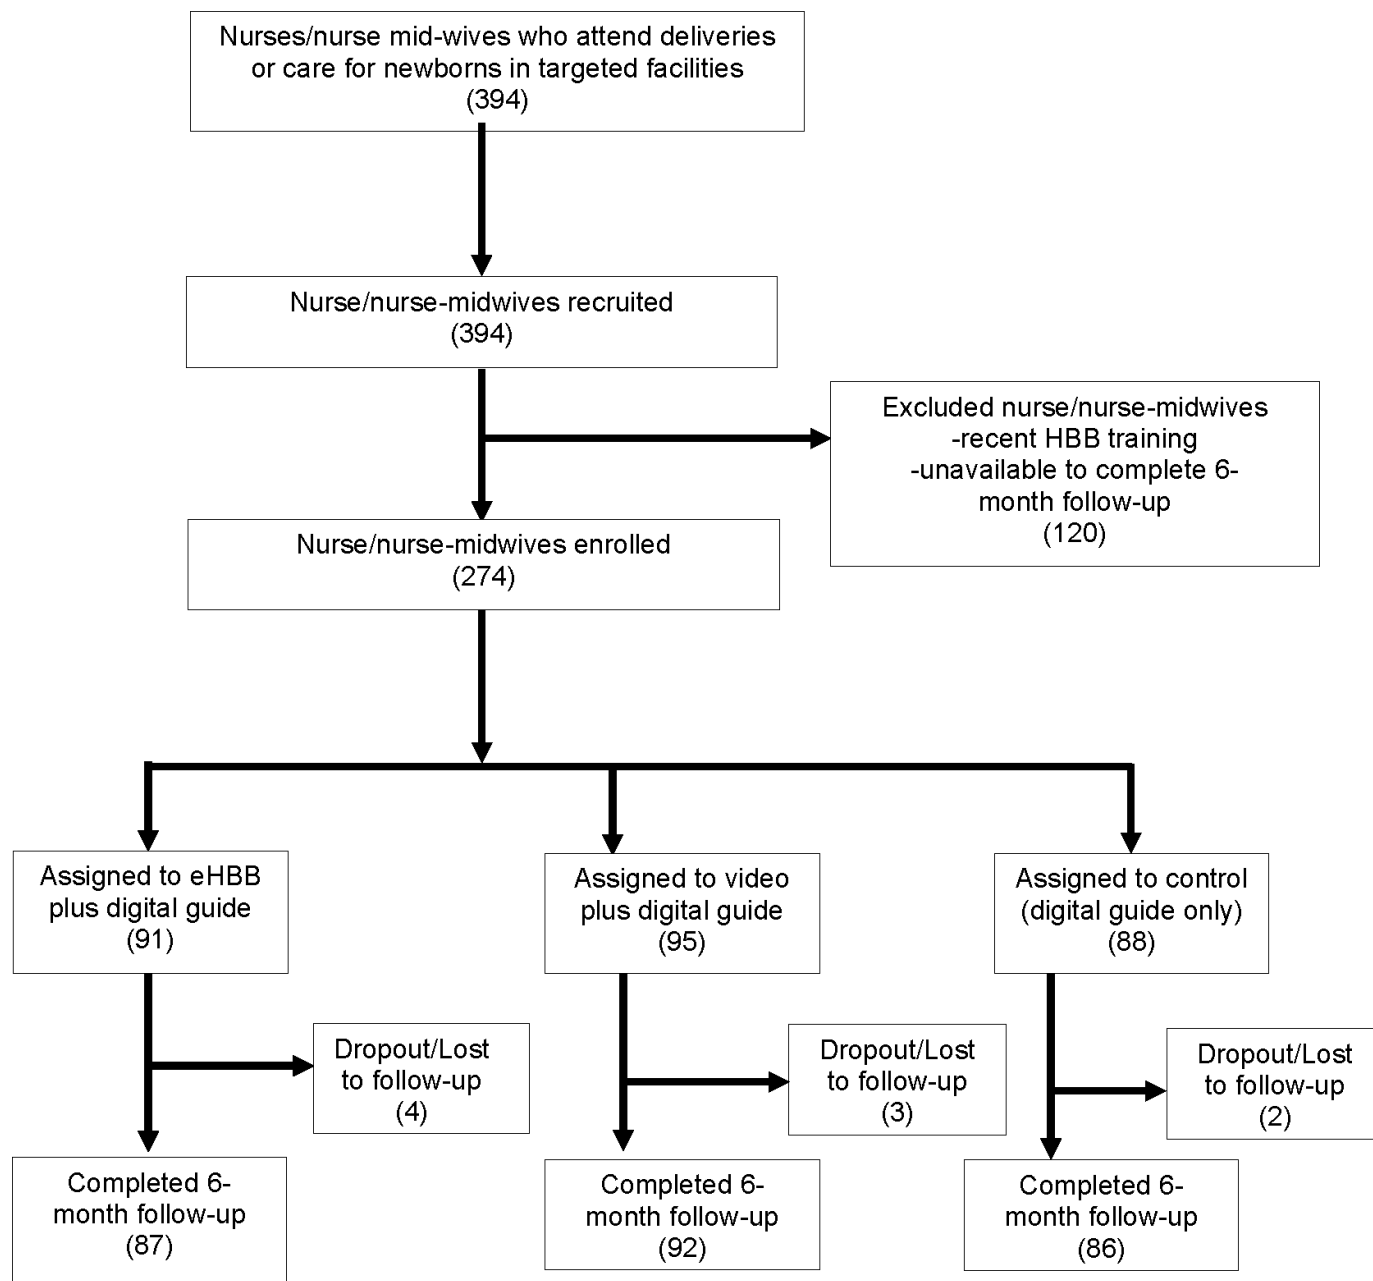 Nurses/nurse mid-wives who attend deliveries
or care for newborns in targeted facilities
(394)
Nurse/nurse-midwives recruited
(394)
Excluded nurse/nurse-midwives
-recent HBB training
-unavailable to complete 6-
month follow-up
(120)
Nurse/nurse-midwives enrolled
(274)
Assigned to eHBB
plus digital guide
(91)
Assigned to video
plus digital guide
(95)
Assigned to control
(digital guide only)
(88)
Dropout/Lost
to follow-up
(4)
Dropout/Lost
to follow-up
(3)
Dropout/Lost
to follow-up
(2)
Completed 6-
month follow-up
(87)
Completed 6-
month follow-up
(92)
Completed 6-
month follow-up
(86)